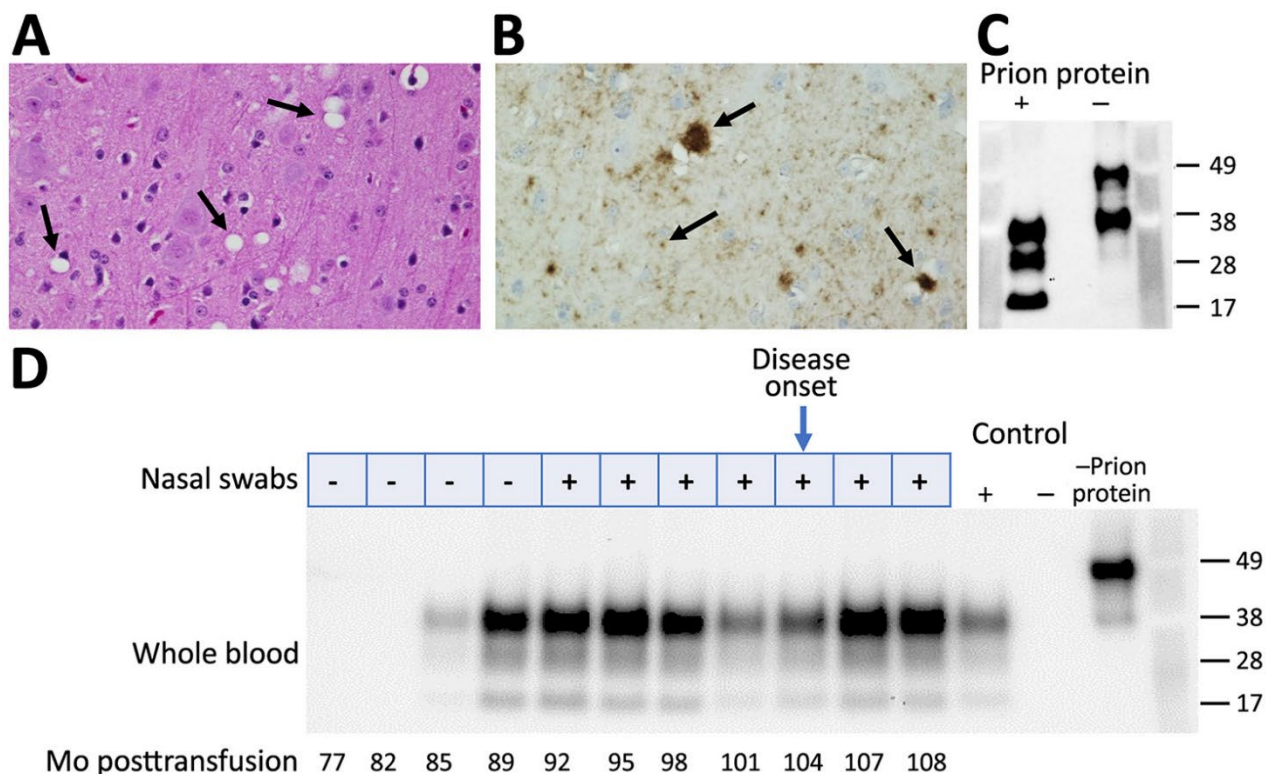 A
B
C
Prion protein
+ –
49
38
28
17
D
Disease
onset
Control
Nasal swabs - - - - + + + + + + + + – –Prion
protein
49
38
28
17
Whole blood
Mo posttransfusion 77 82 85 89 92 95 98 101 104 107 108